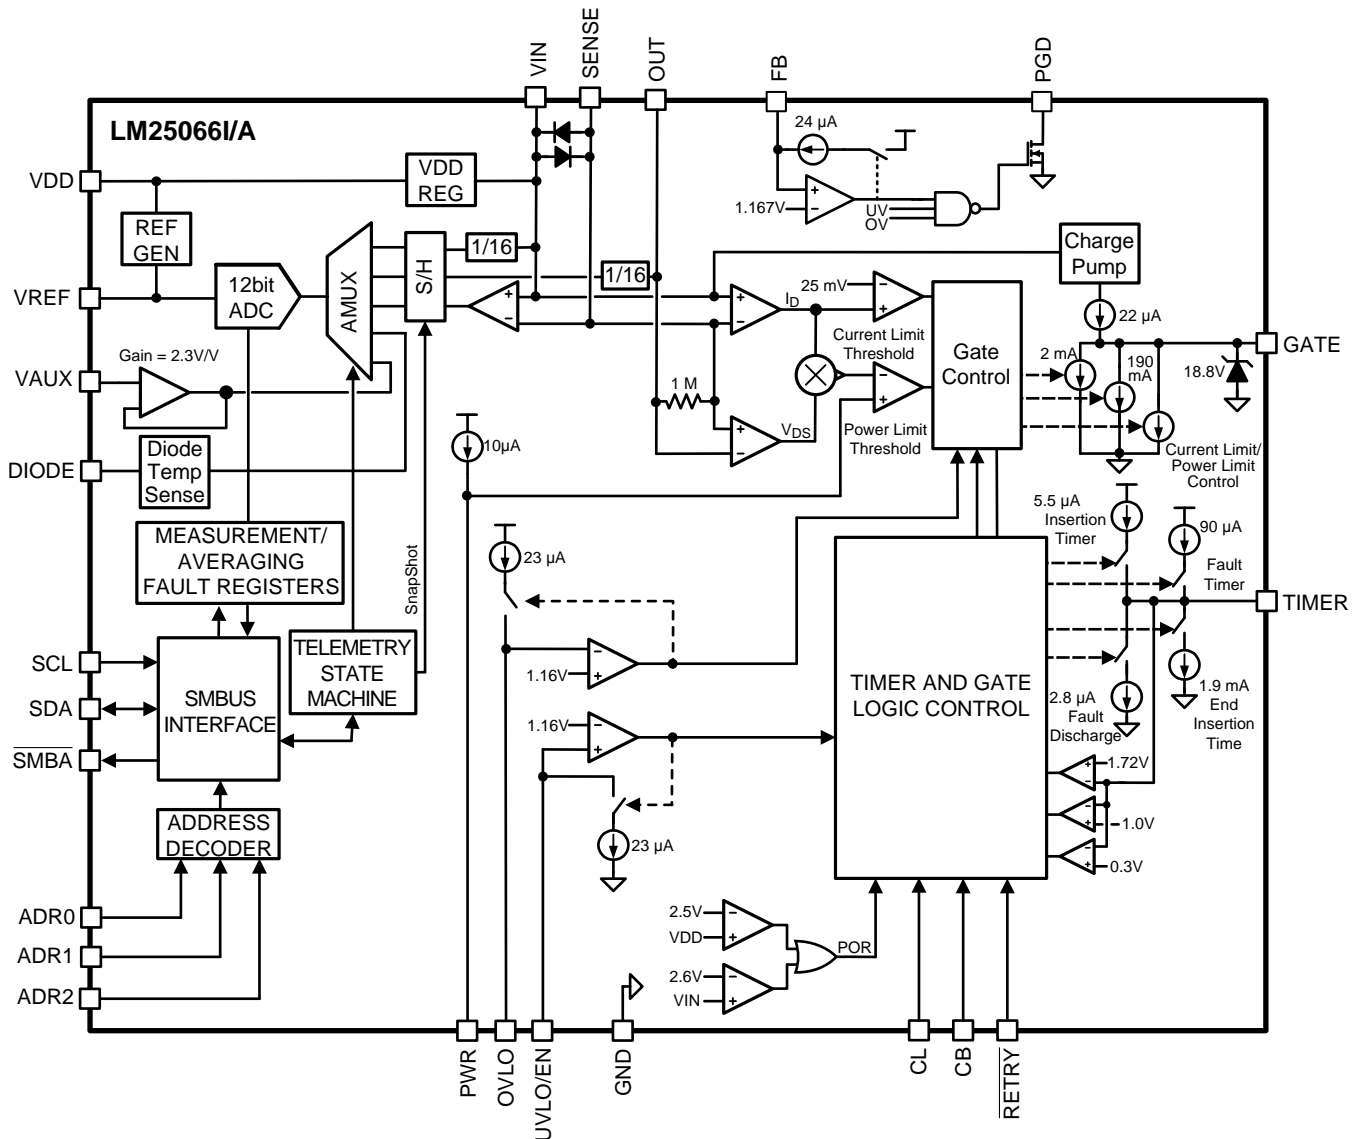 VIN
SENSE
OUT
FB
PGD
LM25066I/A
24 µA
VDD
VDD
REG
1.167V
UV
OV
REF
GEN
1/16
Charge
Pump
S/H
1/16
12bit
ADC
AMUX
VREF
25 mV
I_D
22 µA
Gain = 2.3V/V
Current Limit
Threshold
Gate
Control
2 mA
190
mA
18.8V
GATE
VAUX
1 M
10µA
V_DS
Power Limit
Threshold
Current Limit/
Power Limit
Control
DIODE
Diode
Temp
Sense
5.5 µA
Insertion
Timer
90 µA
Fault
Timer
MEASUREMENT/
AVERAGING
FAULT REGISTERS
SnapShot
23 µA
TIMER
SCL
TELEMETRY
STATE
MACHINE
1.16V
SMBUS
INTERFACE
TIMER AND GATE
LOGIC CONTROL
SDA
2.8 µA
Fault
Discharge
1.9 mA
End
Insertion
Time
1.16V
SMBA
1.72V
ADDRESS
DECODER
1.0V
23 µA
0.3V
ADR0
2.5V
VDD
POR
ADR1
2.6V
VIN
ADR2
PWR
OVLO
UVLO/EN
GND
CL
CB
RETRY